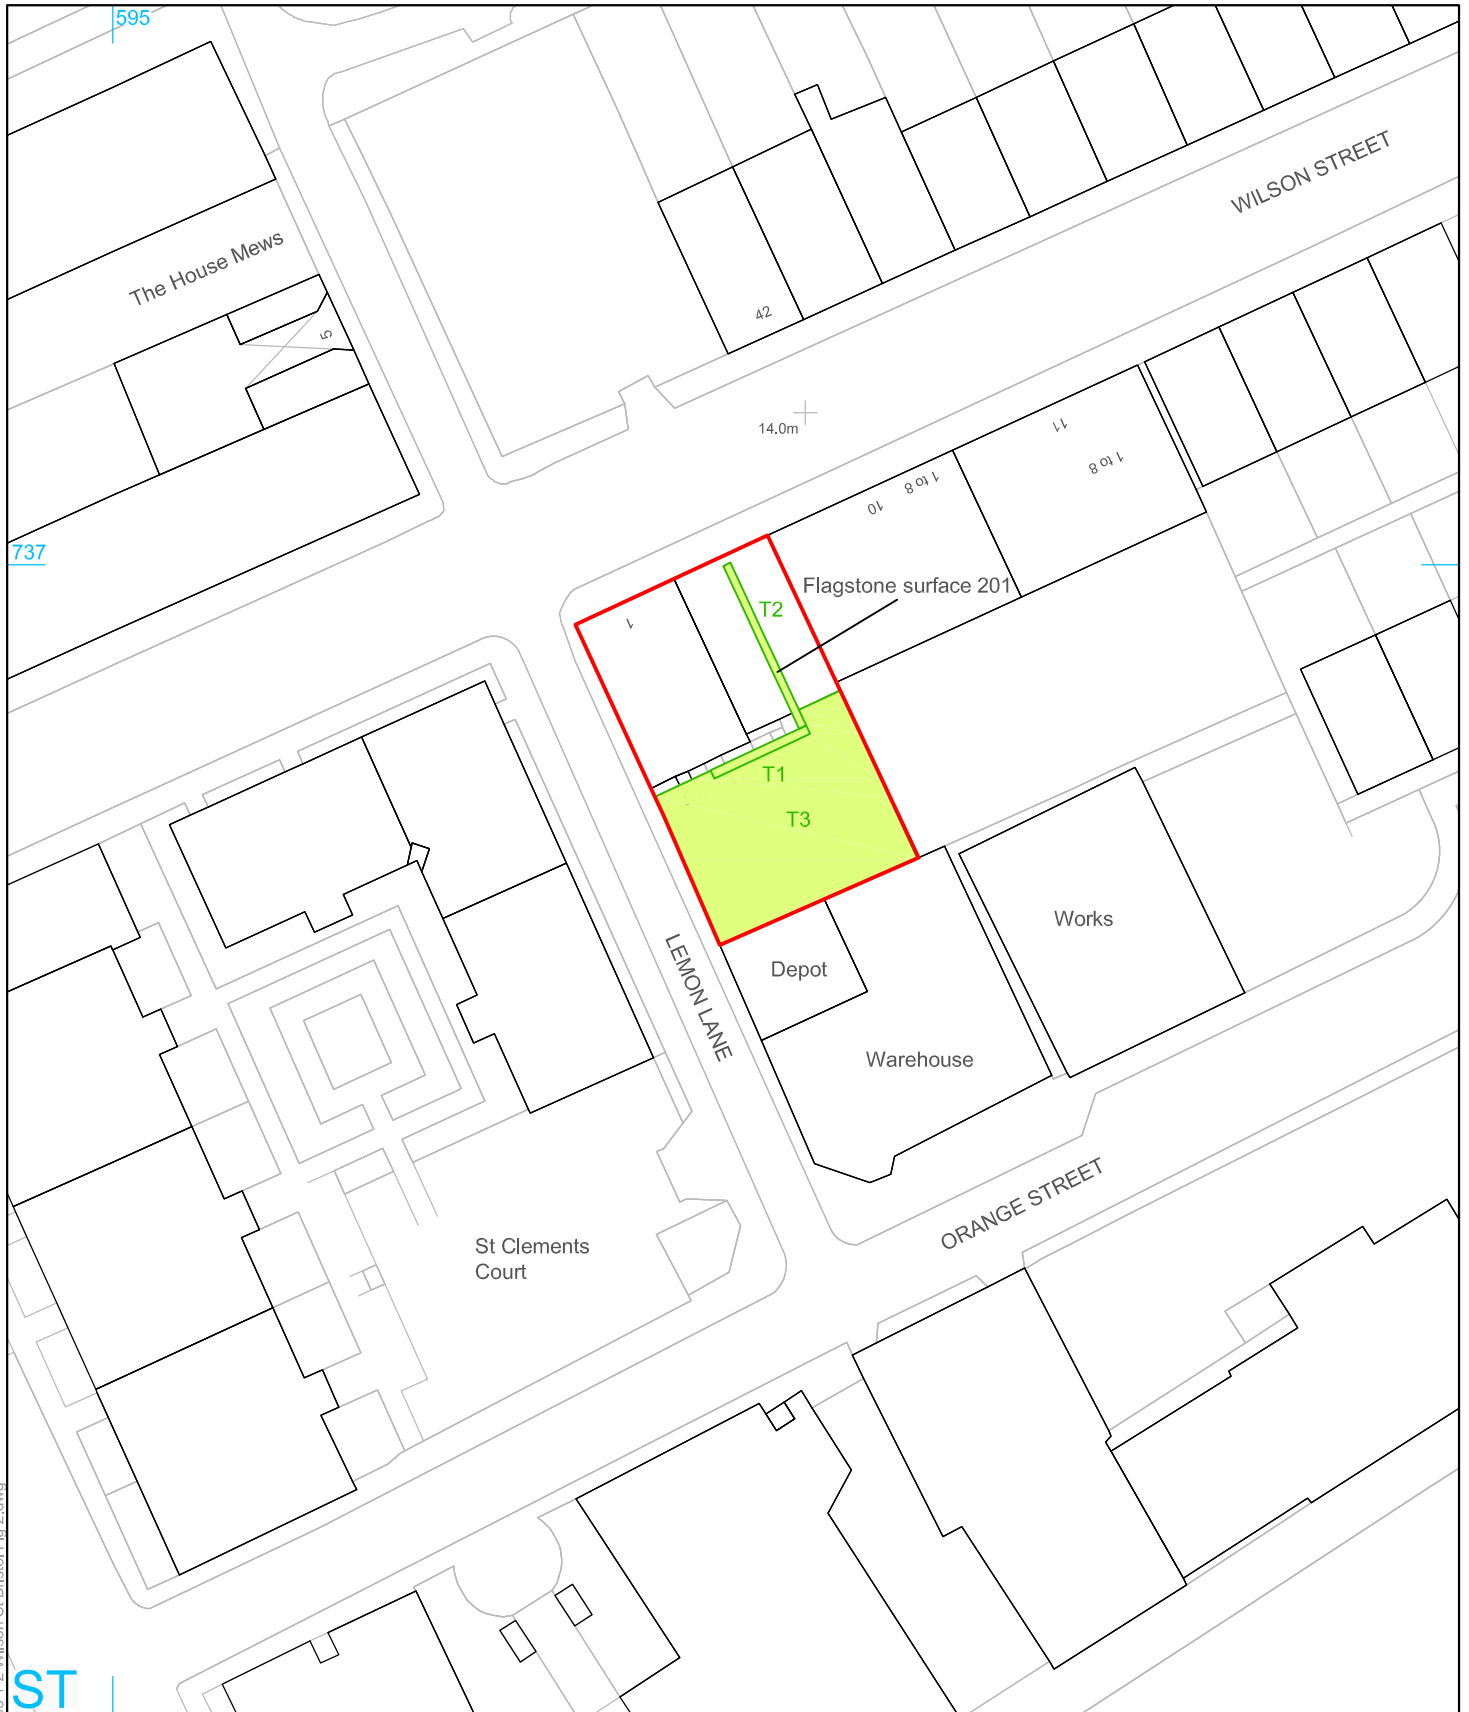 595
WILSON STREET
The House Mews
5
42
14.0m
11
1 to 8
1 to 8
10
737
Flagstone surface 201
T2
1
T1
T3
Works
LEMON LANE
Depot
Warehouse
ORANGE STREET
St Clements
Court
ST